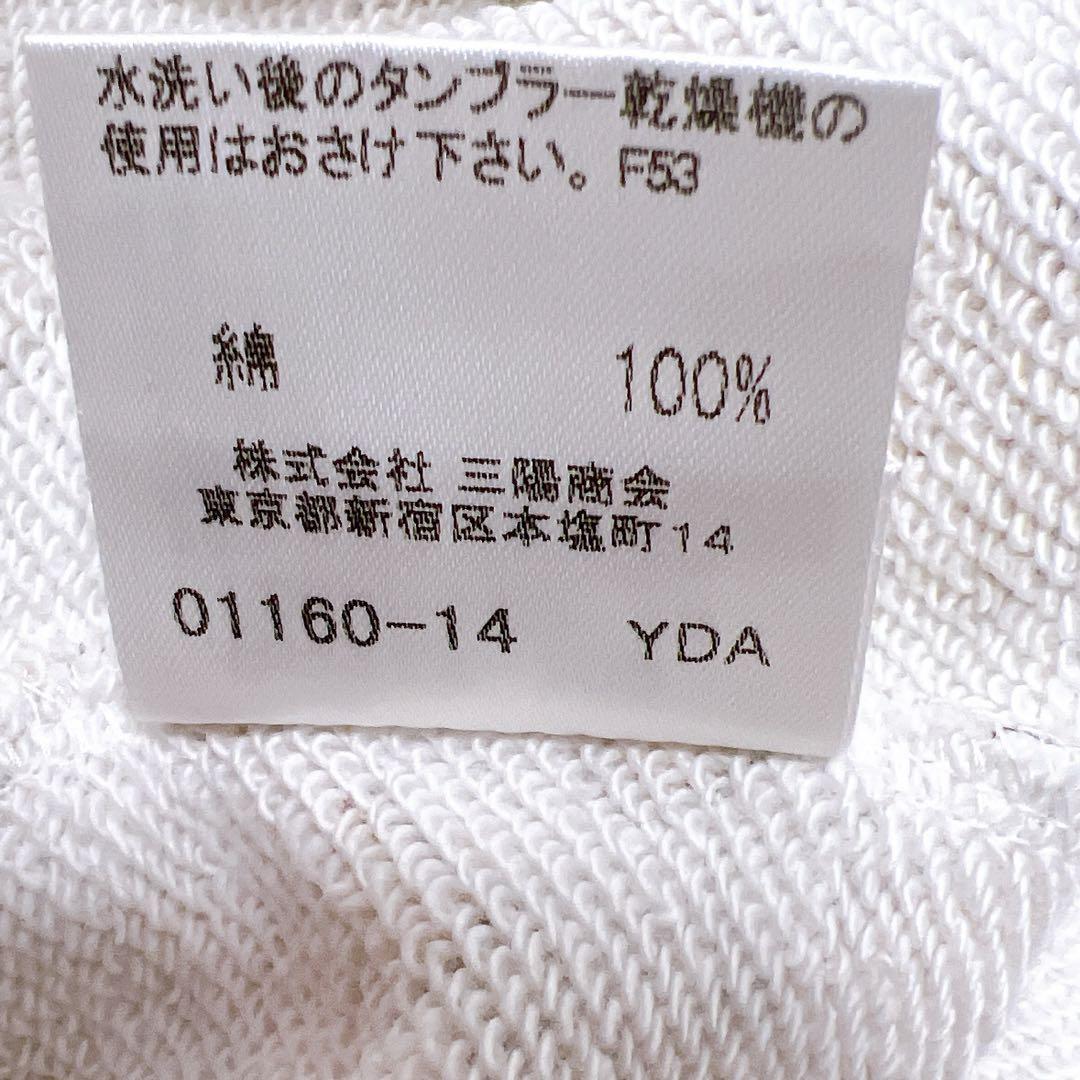 水洗い後のタンブラー乾燥機の
使用はおさけ下さい。F53
綿 100%
株式会社 三陽商会
東京都新宿区本塩町14
01160-14 YDA